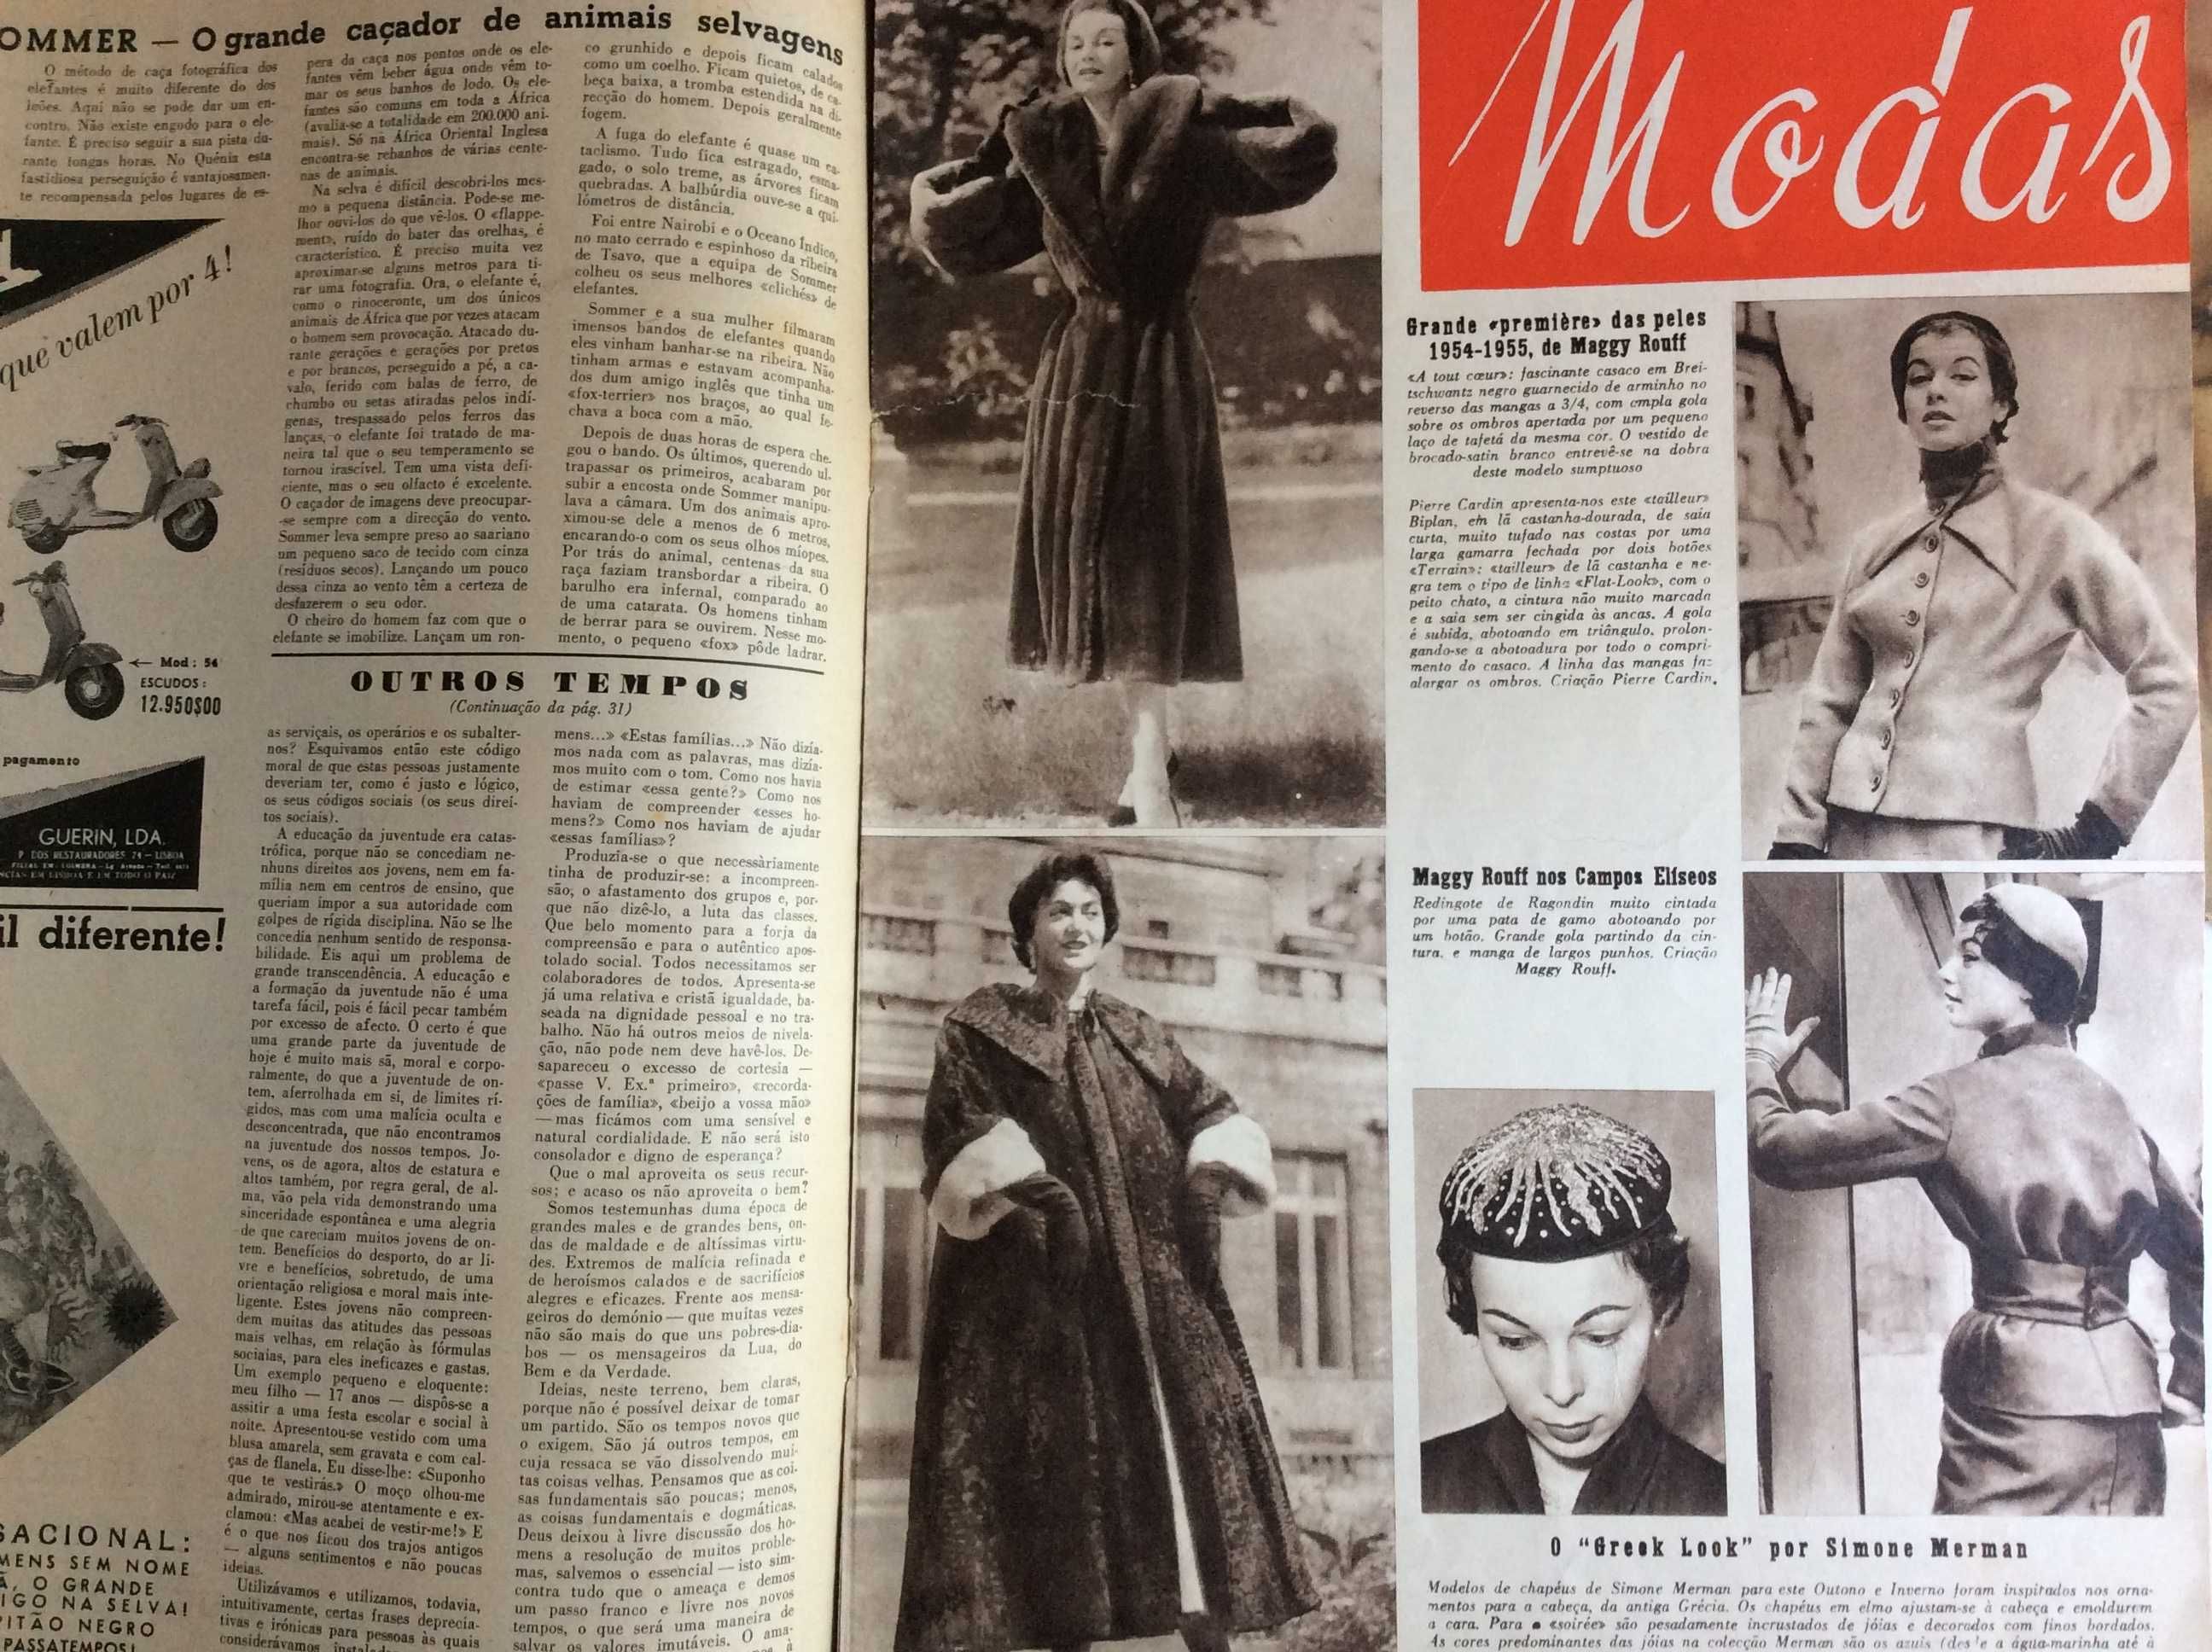 OMMER — O grande caçador de animais selvagens
O método de caça fotográfica dos
elefantes é muito diferente do dos
leões. Aqui não se pode dar um en-
contro. Não existe engodo para o ele-
fante. É preciso seguir a sua pista du-
rante longas horas. No Quénia esta
fastidiosa perseguição é vantajosamen-
te recompensada pelos lugares de es-
pera da caça nos pontos onde os ele-
fantes vêm beber água onde vêm to-
mar os seus banhos de lodo. Os ele-
fantes são comuns em toda a África
(avalia-se a totalidade em 200.000 ani-
mais). Só na África Oriental Inglesa
encontra-se rebanhos de várias cente-
nas de animais.
Na selva é difícil descobri-los mes-
mo a pequena distância. Pode-se me-
lhor ouvi-los do que vê-los. O «flappe-
ment», ruído do bater das orelhas, é
característico. É preciso muita vez
aproximar-se alguns metros para ti-
rar uma fotografia. Ora, o elefante é,
como o rinoceronte, um dos únicos
animais de África que por vezes atacam
o homem sem provocação. Atacado du-
rante gerações e gerações por pretos
e por brancos, perseguido a pé, a ca-
valo, ferido com balas de ferro, de
chumbo ou setas atiradas pelos indí-
genas, trespassado pelos ferros das
lanças, o elefante foi tratado de ma-
neira tal que o seu temperamento se
tornou irascível. Tem uma vista defi-
ciente, mas o seu olfacto é excelente.
O caçador de imagens deve preocupar-
-se sempre com a direcção do vento.
Sommer leva sempre preso ao saariano
um pequeno saco de tecido com cinza
(resíduos secos). Lançando um pouco
dessa cinza ao vento têm a certeza de
desfazerem o seu odor.
O cheiro do homem faz com que o
elefante se imobilize. Lançam um ron-
co grunhido e depois ficam calados
como um coelho. Ficam quietos, de ca-
beça baixa, a tromba estendida na di-
recção do homem. Depois geralmente
fogem.
A fuga do elefante é quase um ca-
taclismo. Tudo fica estragado, esma-
gado, o solo treme, as árvores ficam
quebradas. A balbúrdia ouve-se a qui-
lómetros de distância.
Foi entre Nairobi e o Oceano Índico,
no mato cerrado e espinhoso da ribeira
de Tsavo, que a equipa de Sommer
colheu os seus melhores «clichés» de
elefantes.
Sommer e a sua mulher filmaram
imensos bandos de elefantes quando
eles vinham banhar-se na ribeira. Não
tinham armas e estavam acompanha-
dos dum amigo inglês que tinha um
«fox-terrier» nos braços, ao qual fe-
chava a boca com a mão.
Depois de duas horas de espera che-
gou o bando. Os últimos, querendo ul-
trapassar os primeiros, acabaram por
subir a encosta onde Sommer manipu-
lava a câmara. Um dos animais apro-
ximou-se dele a menos de 6 metros,
encarando-o com os seus olhos míopes.
Por trás do animal, centenas da sua
raça faziam transbordar a ribeira. O
barulho era infernal, comparado ao
de uma catarata. Os homens tinham
de berrar para se ouvirem. Nesse mo-
mento, o pequeno «fox» pôde ladrar.
que valem por 4!
← Mod: 54
ESCUDOS:
12.950$00
pagamento
GUERIN, LDA.
P. DOS RESTAURADORES 74 — LISBOA
il diferente!
SACIONAL:
MENS SEM NOME
Ã, O GRANDE
IGO NA SELVA!
PITÃO NEGRO
PASSATEMPOS!
OUTROS TEMPOS
(Continuação da pág. 31)
as serviçais, os operários e os subalter-
nos? Esquivamos então este código
moral de que estas pessoas justamente
deveriam ter, como é justo e lógico,
os seus códigos sociais (os seus direi-
tos sociais).
A educação da juventude era catas-
trófica, porque não se concediam ne-
nhuns direitos aos jovens, nem em fa-
mília nem em centros de ensino, que
queriam impor a sua autoridade com
golpes de rígida disciplina. Não se lhe
concedia nenhum sentido de responsa-
bilidade. Eis aqui um problema de
grande transcendência. A educação e
a formação da juventude não é uma
tarefa fácil, pois é fácil pecar também
por excesso de afecto. O certo é que
uma grande parte da juventude de
hoje é muito mais sã, moral e corpo-
ralmente, do que a juventude de on-
tem, aferrolhada em si, de limites rí-
gidos, mas com uma malícia oculta e
desconcentrada, que não encontramos
na juventude dos nossos tempos. Jo-
vens, os de agora, altos de estatura e
altos também, por regra geral, de al-
ma, vão pela vida demonstrando uma
sinceridade espontânea e uma alegria
de que careciam muitos jovens de on-
tem. Benefícios do desporto, do ar li-
vre e benefícios, sobretudo, de uma
orientação religiosa e moral mais inte-
ligente. Estes jovens não compreen-
dem muitas das atitudes das pessoas
mais velhas, em relação às fórmulas
sociaias, para eles ineficazes e gastas.
Um exemplo pequeno e eloquente:
meu filho — 17 anos — dispôs-se a
assitir a uma festa escolar e social à
noite. Apresentou-se vestido com uma
blusa amarela, sem gravata e com cal-
ças de flanela. Eu disse-lhe: «Suponho
que te vestirás.» O moço olhou-me
admirado, mirou-se atentamente e ex-
clamou: «Mas acabei de vestir-me!» E
é o que nos ficou dos trajos antigos
— alguns sentimentos e não poucas
ideias.
Utilizávamos e utilizamos, todavia,
intuitivamente, certas frases deprecia-
tivas e irónicas para pessoas às quais
considerávamos
mens...» «Estas famílias...» Não dizía-
mos nada com as palavras, mas dizía-
mos muito com o tom. Como nos havia
de estimar «essa gente?» Como nos
haviam de compreender «esses ho-
mens?» Como nos haviam de ajudar
«essas famílias»?
Produzia-se o que necessàriamente
tinha de produzir-se: a incompreen-
são, o afastamento dos grupos e, por-
que não dizê-lo, a luta das classes.
Que belo momento para a forja da
compreensão e para o autêntico apos-
tolado social. Todos necessitamos ser
colaboradores de todos. Apresenta-se
já uma relativa e cristã igualdade, ba-
seada na dignidade pessoal e no tra-
balho. Não há outros meios de nivela-
ção, não pode nem deve havê-los. De-
sapareceu o excesso de cortesia —
«passe V. Ex.ª primeiro», «recorda-
ções de família», «beijo a vossa mão»
— mas ficámos com uma sensível e
natural cordialidade. E não será isto
consolador e digno de esperança?
Que o mal aproveita os seus recur-
sos; e acaso os não aproveita o bem?
Somos testemunhas duma época de
grandes males e de grandes bens, on-
das de maldade e de altíssimas virtu-
des. Extremos de malícia refinada e
de heroísmos calados e de sacrifícios
alegres e eficazes. Frente aos mensa-
geiros do demónio — que muitas vezes
não são mais do que uns pobres-dia-
bos — os mensageiros da Lua, do
Bem e da Verdade.
Ideias, neste terreno, bem claras,
porque não é possível deixar de tomar
um partido. São os tempos novos que
o exigem. São já outros tempos, em
cuja ressaca se vão dissolvendo mui-
tas coisas velhas. Pensamos que as coi-
sas fundamentais são poucas; menos,
as coisas fundamentais e dogmáticas.
Deus deixou à livre discussão dos ho-
mens a resolução de muitos proble-
mas, salvemos o essencial — isto sim-
contra tudo que o ameaça e demos
um passo franco e livre nos novos
tempos, o que será uma maneira de
salvar os valores imutáveis. O ama-
Modas
Grande «première» das peles
1954-1955, de Maggy Rouff
«A tout cœur»: fascinante casaco em Brei-
tschwantz negro guarnecido de arminho no
reverso das mangas a 3/4, com ampla gola
sobre os ombros apertada por um pequeno
laço de tafetá da mesma cor. O vestido de
brocado-satin branco entrevê-se na dobra
deste modelo sumptuoso
Pierre Cardin apresenta-nos este «tailleur»
Biplan, em lã castanha-dourada, de saia
curta, muito tufado nas costas por uma
larga gamarra fechada por dois botões
«Terrain»: «tailleur» de lã castanha e ne-
gra tem o tipo de linha «Flat-Look», com o
peito chato, a cintura não muito marcada
e a saia sem ser cingida às ancas. A gola
é subida, abotoando em triângulo, prolon-
gando-se a abotoadura por todo o compri-
mento do casaco. A linha das mangas faz
alargar os ombros. Criação Pierre Cardin.
Maggy Rouff nos Campos Elíseos
Redingote de Ragondin muito cintada
por uma pata de gamo abotoando por
um botão. Grande gola partindo da cin-
tura, e manga de largos punhos. Criação
Maggy Rouff.
O "Greek Look" por Simone Merman
Modelos de chapéus de Simone Merman para este Outono e Inverno foram inspirados nos orna-
mentos para a cabeça, da antiga Grécia. Os chapéus em elmo ajustam-se à cabeça e emoldurem
a cara. Para a «soirée» são pesadamente incrustados de jóias e decorados com finos bordados.
As cores predominantes das jóias na colecção Merman são os azuis